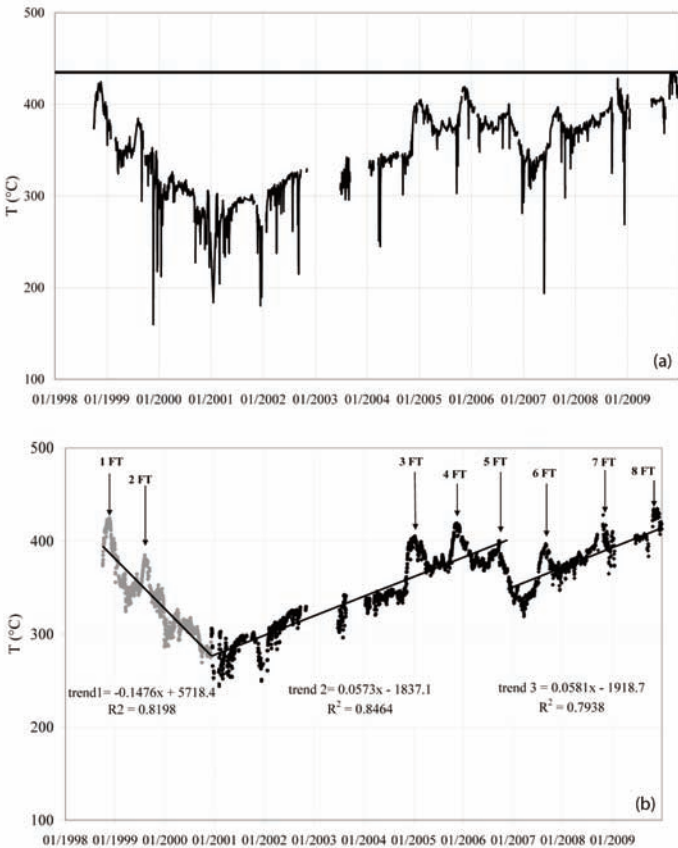 500
400
300
200
100
T (°C)
(a)
01/1998 01/1999 01/2000 01/2001 01/2002 01/2003 01/2004 01/2005 01/2006 01/2007 01/2008 01/2009
500
400
300
200
100
T (°C)
1 FT
2 FT
3 FT
4 FT
5 FT
6 FT
7 FT
8 FT
trend1= -0.1476x + 5718.4
R2 = 0.8198
trend 2= 0.0573x - 1837.1
R² = 0.8464
trend 3 = 0.0581x - 1918.7
R² = 0.7938
(b)
01/1998 01/1999 01/2000 01/2001 01/2002 01/2003 01/2004 01/2005 01/2006 01/2007 01/2008 01/2009